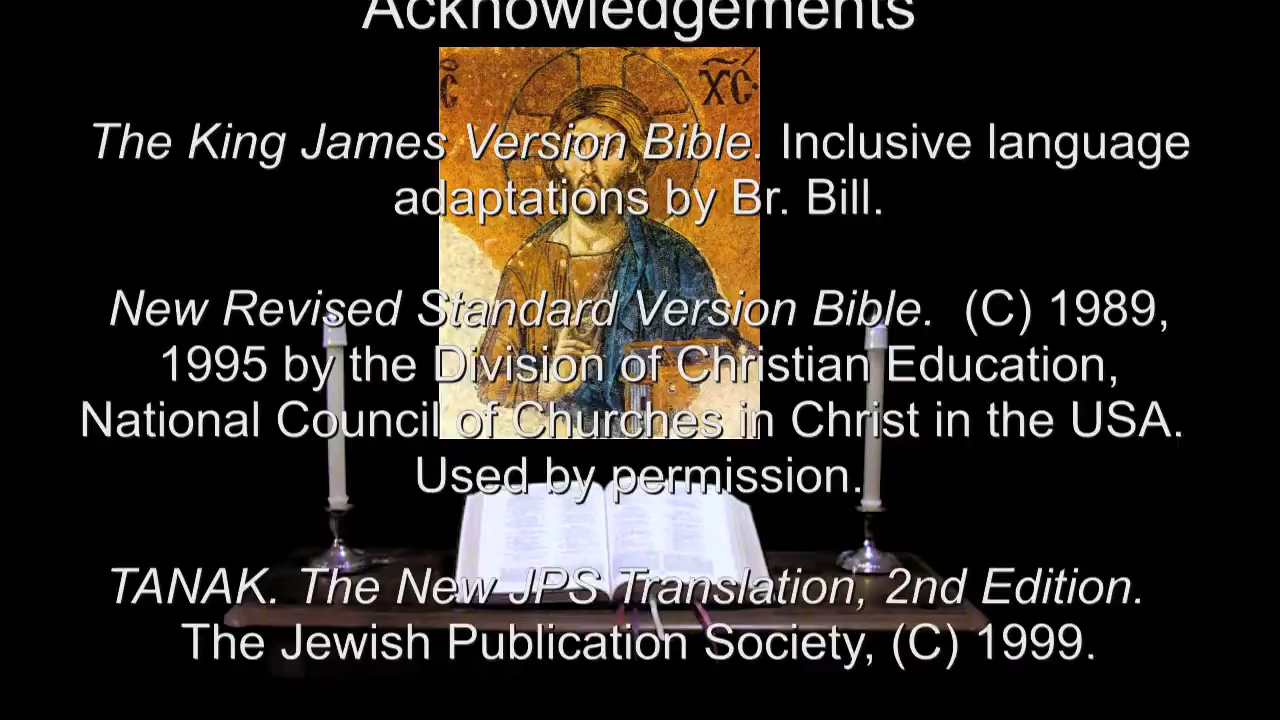 Acknowledgements
C ΧC
The King James Version Bible. Inclusive language
adaptations by Br. Bill.
New Revised Standard Version Bible. (C) 1989,
1995 by the Division of Christian Education,
National Council of Churches in Christ in the USA.
Used by permission.
TANAK. The New JPS Translation, 2nd Edition.
The Jewish Publication Society, (C) 1999.